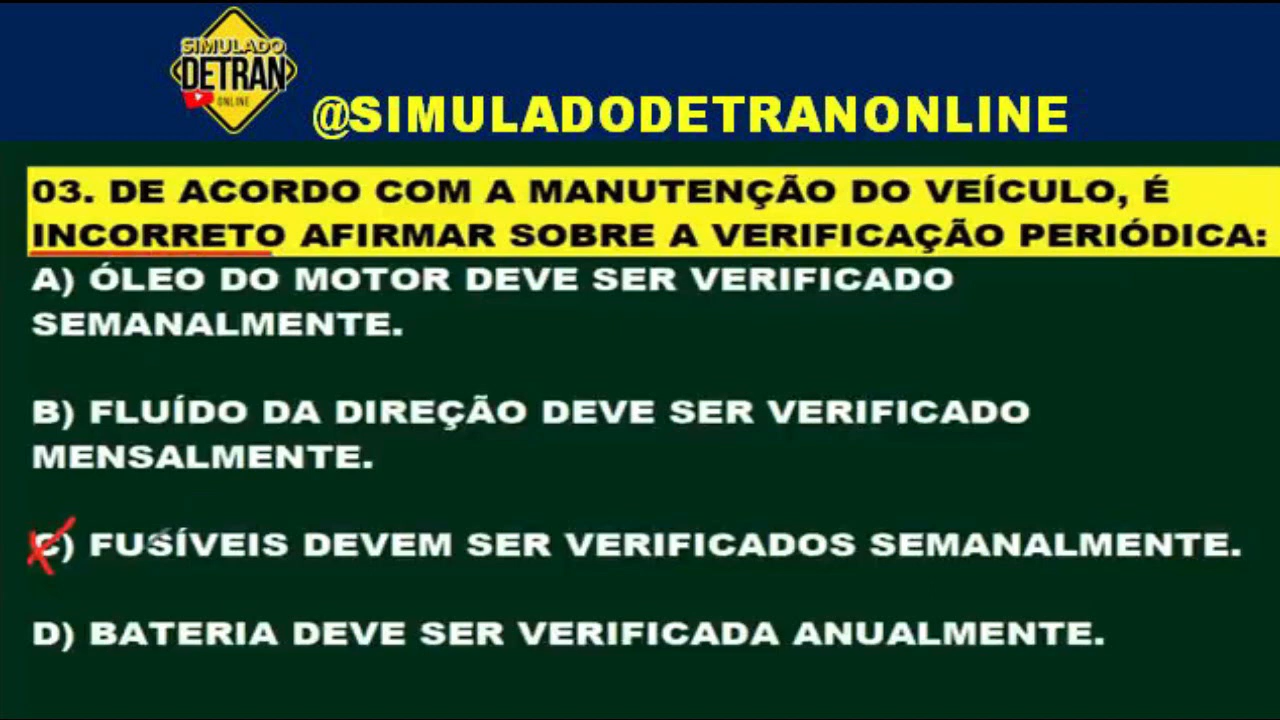 SIMULADO
DETRAN
ONLINE
@SIMULADODETRANONLINE
03. DE ACORDO COM A MANUTENÇÃO DO VEÍCULO, É
INCORRETO AFIRMAR SOBRE A VERIFICAÇÃO PERIÓDICA:
A) ÓLEO DO MOTOR DEVE SER VERIFICADO
SEMANALMENTE.
B) FLUÍDO DA DIREÇÃO DEVE SER VERIFICADO
MENSALMENTE.
C) FUSÍVEIS DEVEM SER VERIFICADOS SEMANALMENTE.
D) BATERIA DEVE SER VERIFICADA ANUALMENTE.